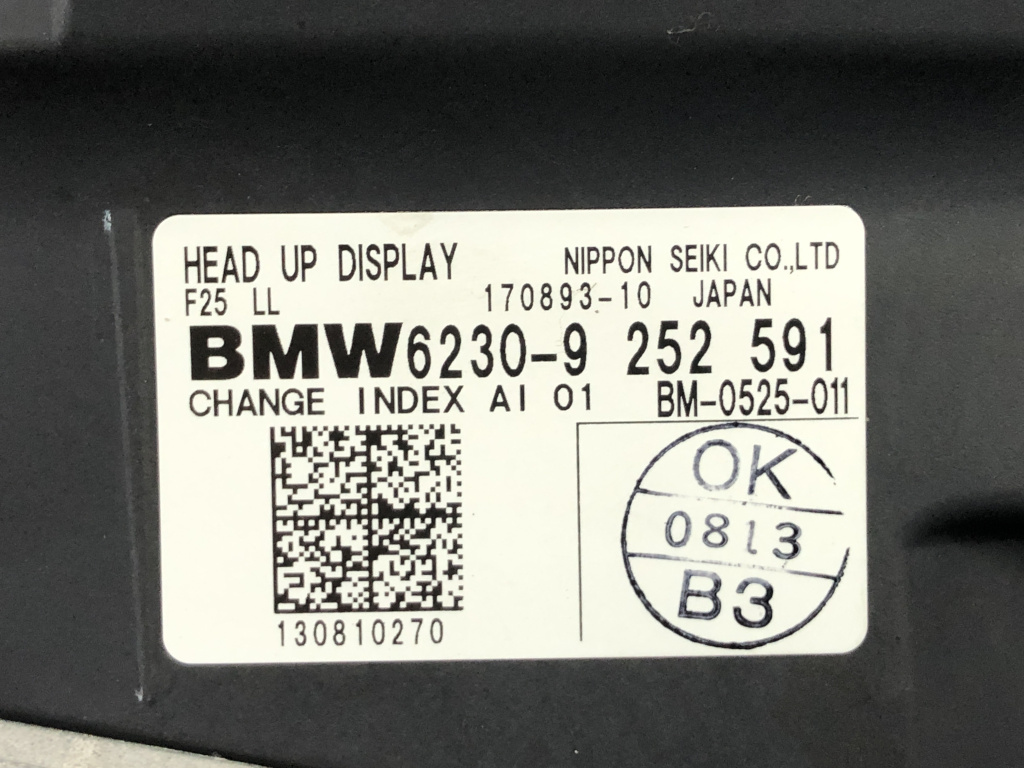 HEAD UP DISPLAY NIPPON SEIKI CO.,LTD
F25 LL 170893-10 JAPAN
BMW 6230-9 252 591
CHANGE INDEX AI 01 BM-0525-011
OK
0813
B3
130810270